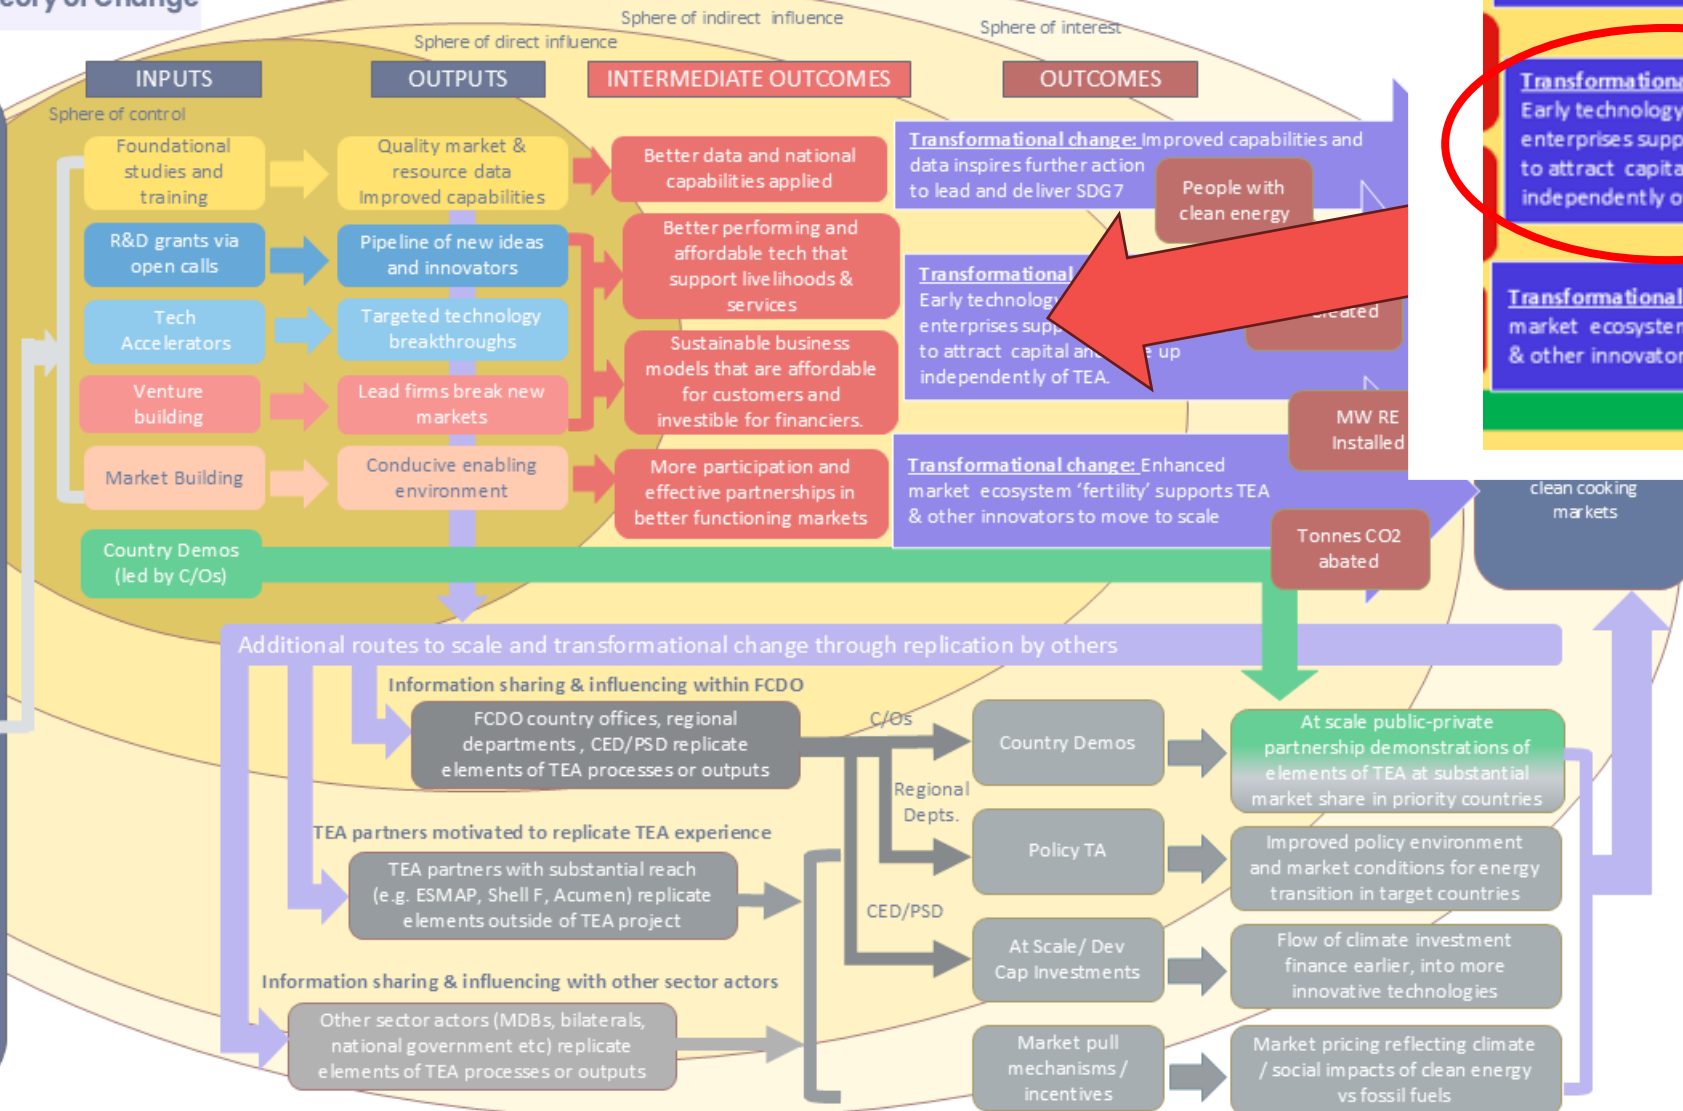 eory of Change
Sphere of indirect influence
Sphere of interest
Sphere of direct influence
Sphere of control
INPUTS
OUTPUTS
INTERMEDIATE OUTCOMES
OUTCOMES
Foundational
studies and
training
Quality market &
resource data
Improved capabilities
Better data and national
capabilities applied
Transformational change: Improved capabilities and
data inspires further action
to lead and deliver SDG7
People with
clean energy
R&D grants via
open calls
Pipeline of new ideas
and innovators
Better performing and
affordable tech that
support livelihoods &
services
Tech
Accelerators
Targeted technology
breakthroughs
Transformational
Early technology
enterprises supp
to attract capital an e up
independently of TEA.
reated
Venture
building
Lead firms break new
markets
Sustainable business
models that are affordable
for customers and
investible for financiers.
MW RE
Installed
Market Building
Conducive enabling
environment
More participation and
effective partnerships in
better functioning markets
Transformational change: Enhanced
market ecosystem ‘fertility’ supports TEA
& other innovators to move to scale
Tonnes CO2
abated
Country Demos
(led by C/Os)
Transformationa
Early technology
enterprises supp
to attract capita
independently o
Transformational
market ecosyster
& other innovator
clean cooking
markets
Additional routes to scale and transformational change through replication by others
Information sharing & influencing within FCDO
FCDO country offices, regional
departments , CED/PSD replicate
elements of TEA processes or outputs
C/Os
Regional
Depts.
CED/PSD
Country Demos
At scale public-private
partnership demonstrations of
elements of TEA at substantial
market share in priority countries
TEA partners motivated to replicate TEA experience
TEA partners with substantial reach
(e.g. ESMAP, Shell F, Acumen) replicate
elements outside of TEA project
Policy TA
Improved policy environment
and market conditions for energy
transition in target countries
At Scale/ Dev
Cap Investments
Flow of climate investment
finance earlier, into more
innovative technologies
Information sharing & influencing with other sector actors
Other sector actors (MDBs, bilaterals,
national government etc) replicate
elements of TEA processes or outputs
Market pull
mechanisms /
incentives
Market pricing reflecting climate
/ social impacts of clean energy
vs fossil fuels